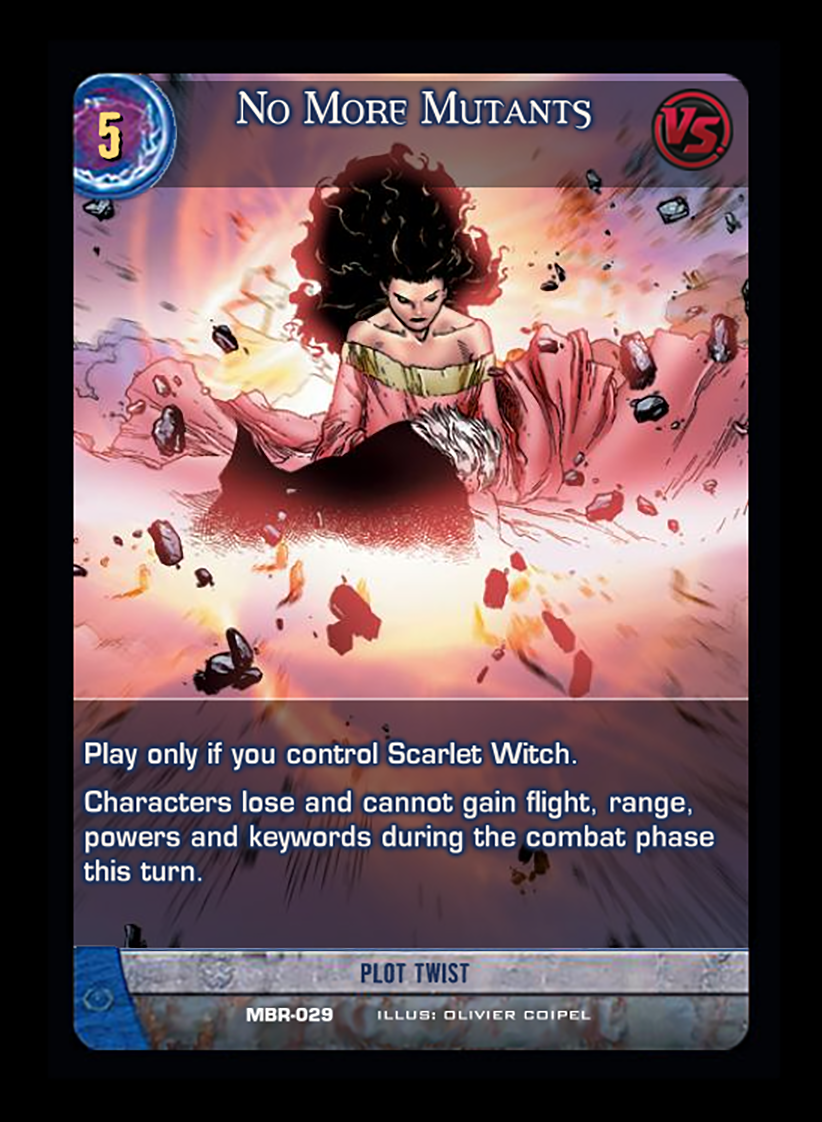 5
No More Mutants
VS.
Play only if you control Scarlet Witch.
Characters lose and cannot gain flight, range,
powers and keywords during the combat phase
this turn.
PLOT TWIST
MBR-029 ILLUS: OLIVIER COIPEL